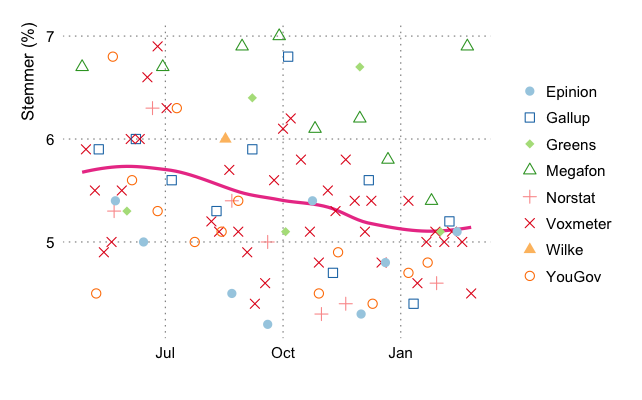 Stemmer (%)
7
6
5
Jul
Oct
Jan
Epinion
Gallup
Greens
Megafon
Norstat
Voxmeter
Wilke
YouGov